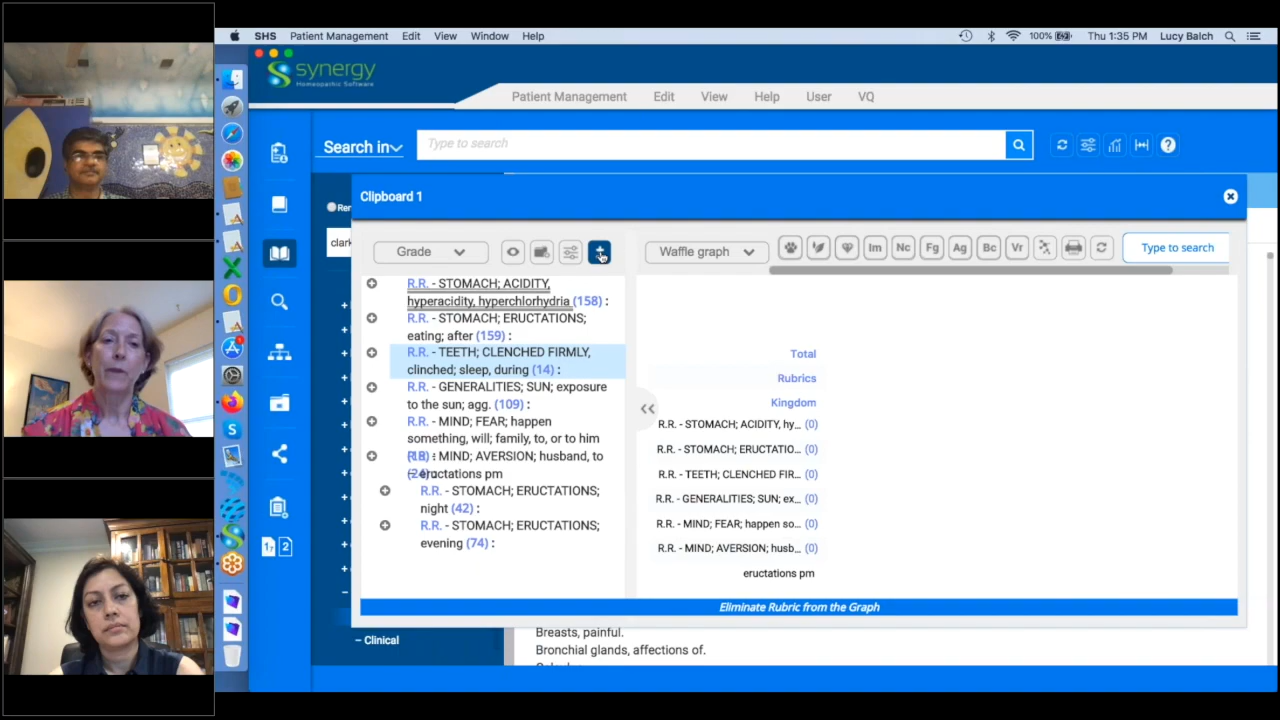 SHS Patient Management Edit View Window Help 100% Thu 1:35 PM Lucy Baich
synergy
Homeopathic Software
Patient Management Edit View Help User VQ
Search in Type to search
Clipboard 1
Rer
clark
Grade Waffle graph Im Nc Fg Ag Bc Vr Type to search
R.R. - STOMACH; ACIDITY,
hyperacidity, hyperchlorhydria (158) :
R.R. - STOMACH; ERUCTATIONS;
eating; after (159) :
R.R. - TEETH; CLENCHED FIRMLY,
clinched; sleep, during (14) :
R.R. - GENERALITIES; SUN; exposure
to the sun; agg. (109) :
R.R. - MIND; FEAR; happen
something, will; family, to, or to him
(18) :
R.R. - MIND; AVERSION; husband, to
(24) :
– eructations pm
R.R. - STOMACH; ERUCTATIONS;
night (42) :
R.R. - STOMACH; ERUCTATIONS;
evening (74) :
Total
Rubrics
Kingdom
R.R. - STOMACH; ACIDITY, hy... (0)
R.R. - STOMACH; ERUCTATIO... (0)
R.R. - TEETH; CLENCHED FIR... (0)
R.R. - GENERALITIES; SUN; ex... (0)
R.R. - MIND; FEAR; happen so... (0)
R.R. - MIND; AVERSION; husb... (0)
eructations pm
Eliminate Rubric from the Graph
– Clinical
Breasts, painful.
Bronchial glands, affections of.